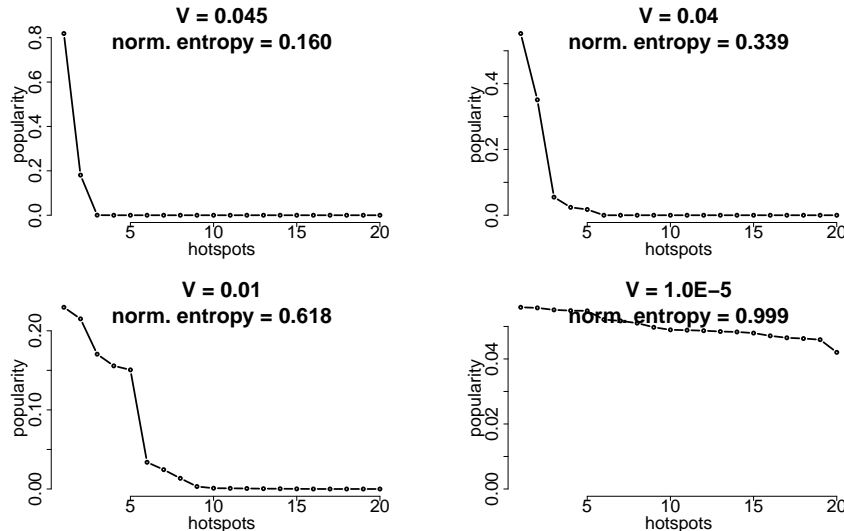 V = 0.045
norm. entropy = 0.160
popularity
0.0
0.2
0.4
0.6
0.8
5
10
15
20
hotspots
V = 0.04
norm. entropy = 0.339
popularity
0.0
0.2
0.4
5
10
15
20
hotspots
V = 0.01
norm. entropy = 0.618
popularity
0.00
0.10
0.20
5
10
15
20
hotspots
V = 1.0E−5
norm. entropy = 0.999
popularity
0.00
0.02
0.04
5
10
15
20
hotspots